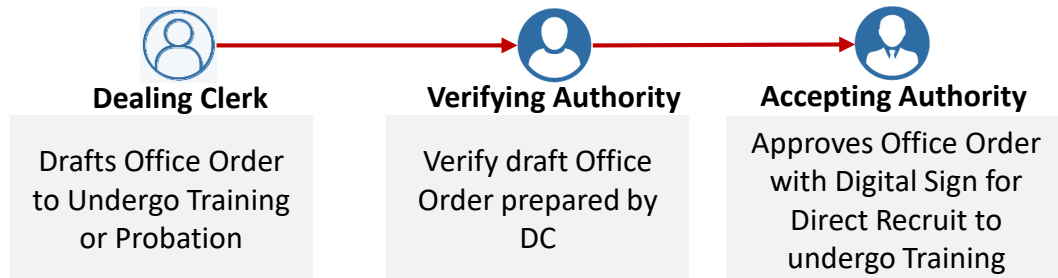 Dealing Clerk
Drafts Office Order
to Undergo Training
or Probation
Verifying Authority
Verify draft Office
Order prepared by
DC
Accepting Authority
Approves Office Order
with Digital Sign for
Direct Recruit to
undergo Training